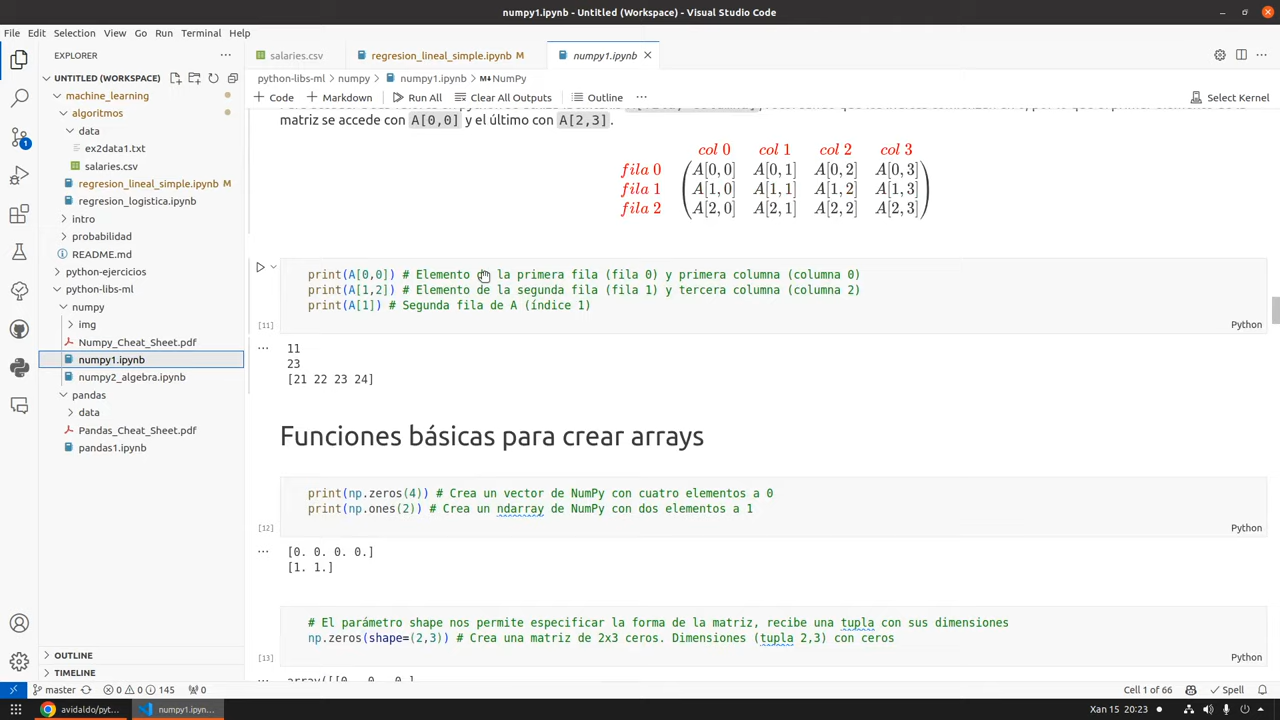 numpy1.ipynb - Untitled (Workspace) - Visual Studio Code
File Edit Selection View Go Run Terminal Help
EXPLORER
UNTITLED (WORKSPACE)
machine_learning
algoritmos
data
ex2data1.txt
salaries.csv
regresion_lineal_simple.ipynb M
regresion_logistica.ipynb
intro
probabilidad
README.md
python-ejercicios
python-libs-ml
numpy
img
Numpy_Cheat_Sheet.pdf
numpy1.ipynb
numpy2_algebra.ipynb
pandas
data
Pandas_Cheat_Sheet.pdf
pandas1.ipynb
OUTLINE
TIMELINE
salaries.csv regresion_lineal_simple.ipynb M numpy1.ipynb
python-libs-ml > numpy > numpy1.ipynb > M↓NumPy
+ Code + Markdown Run All Clear All Outputs Outline ... Select Kernel
matriz se accede con A[0,0] y el último con A[2,3].
col 0 col 1 col 2 col 3
fila 0 A[0,0] A[0,1] A[0,2] A[0,3]
fila 1 A[1,0] A[1,1] A[1,2] A[1,3]
fila 2 A[2,0] A[2,1] A[2,2] A[2,3]
print(A[0,0]) # Elemento de la primera fila (fila 0) y primera columna (columna 0)
print(A[1,2]) # Elemento de la segunda fila (fila 1) y tercera columna (columna 2)
print(A[1]) # Segunda fila de A (índice 1)
[11] Python
11
23
[21 22 23 24]
Funciones básicas para crear arrays
print(np.zeros(4)) # Crea un vector de NumPy con cuatro elementos a 0
print(np.ones(2)) # Crea un ndarray de NumPy con dos elementos a 1
[12] Python
[0. 0. 0. 0.]
[1. 1.]
# El parámetro shape nos permite especificar la forma de la matriz, recibe una tupla con sus dimensiones
np.zeros(shape=(2,3)) # Crea una matriz de 2x3 ceros. Dimensiones (tupla 2,3) con ceros
[13] Python
master 0 0 145 0 Cell 1 of 66 Spell
avidaldo/pyt... numpy1.ipyn... Xan 15 20:23